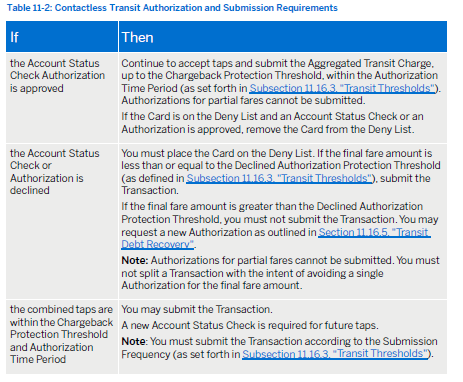 Table 11-2: Contactless Transit Authorization and Submission Requirements
If
Then
the Account Status
Check Authorization
is approved
Continue to accept taps and submit the Aggregated Transit Charge,
up to the Chargeback Protection Threshold, within the Authorization
Time Period (as set forth in Subsection 11.16.3, "Transit Thresholds").
Authorizations for partial fares cannot be submitted.
If the Card is on the Deny List and an Account Status Check or an
Authorization is approved, remove the Card from the Deny List.
the Account Status
Check or
Authorization is
declined
You must place the Card on the Deny List. If the final fare amount is
less than or equal to the Declined Authorization Protection Threshold
(as defined in Subsection 11.16.3, "Transit Thresholds"), submit the
Transaction.
If the final fare amount is greater than the Declined Authorization
Protection Threshold, you must not submit the Transaction. You may
request a new Authorization as outlined in Section 11.16.5, "Transit
Debt Recovery".
Note: Authorizations for partial fares cannot be submitted. You must
not split a Transaction with the intent of avoiding a single
Authorization for the final fare amount.
the combined taps are
within the Chargeback
Protection Threshold
and Authorization
Time Period
You may submit the Transaction.
A new Account Status Check is required for future taps.
Note: You must submit the Transaction according to the Submission
Frequency (as set forth in Subsection 11.16.3, "Transit Thresholds").